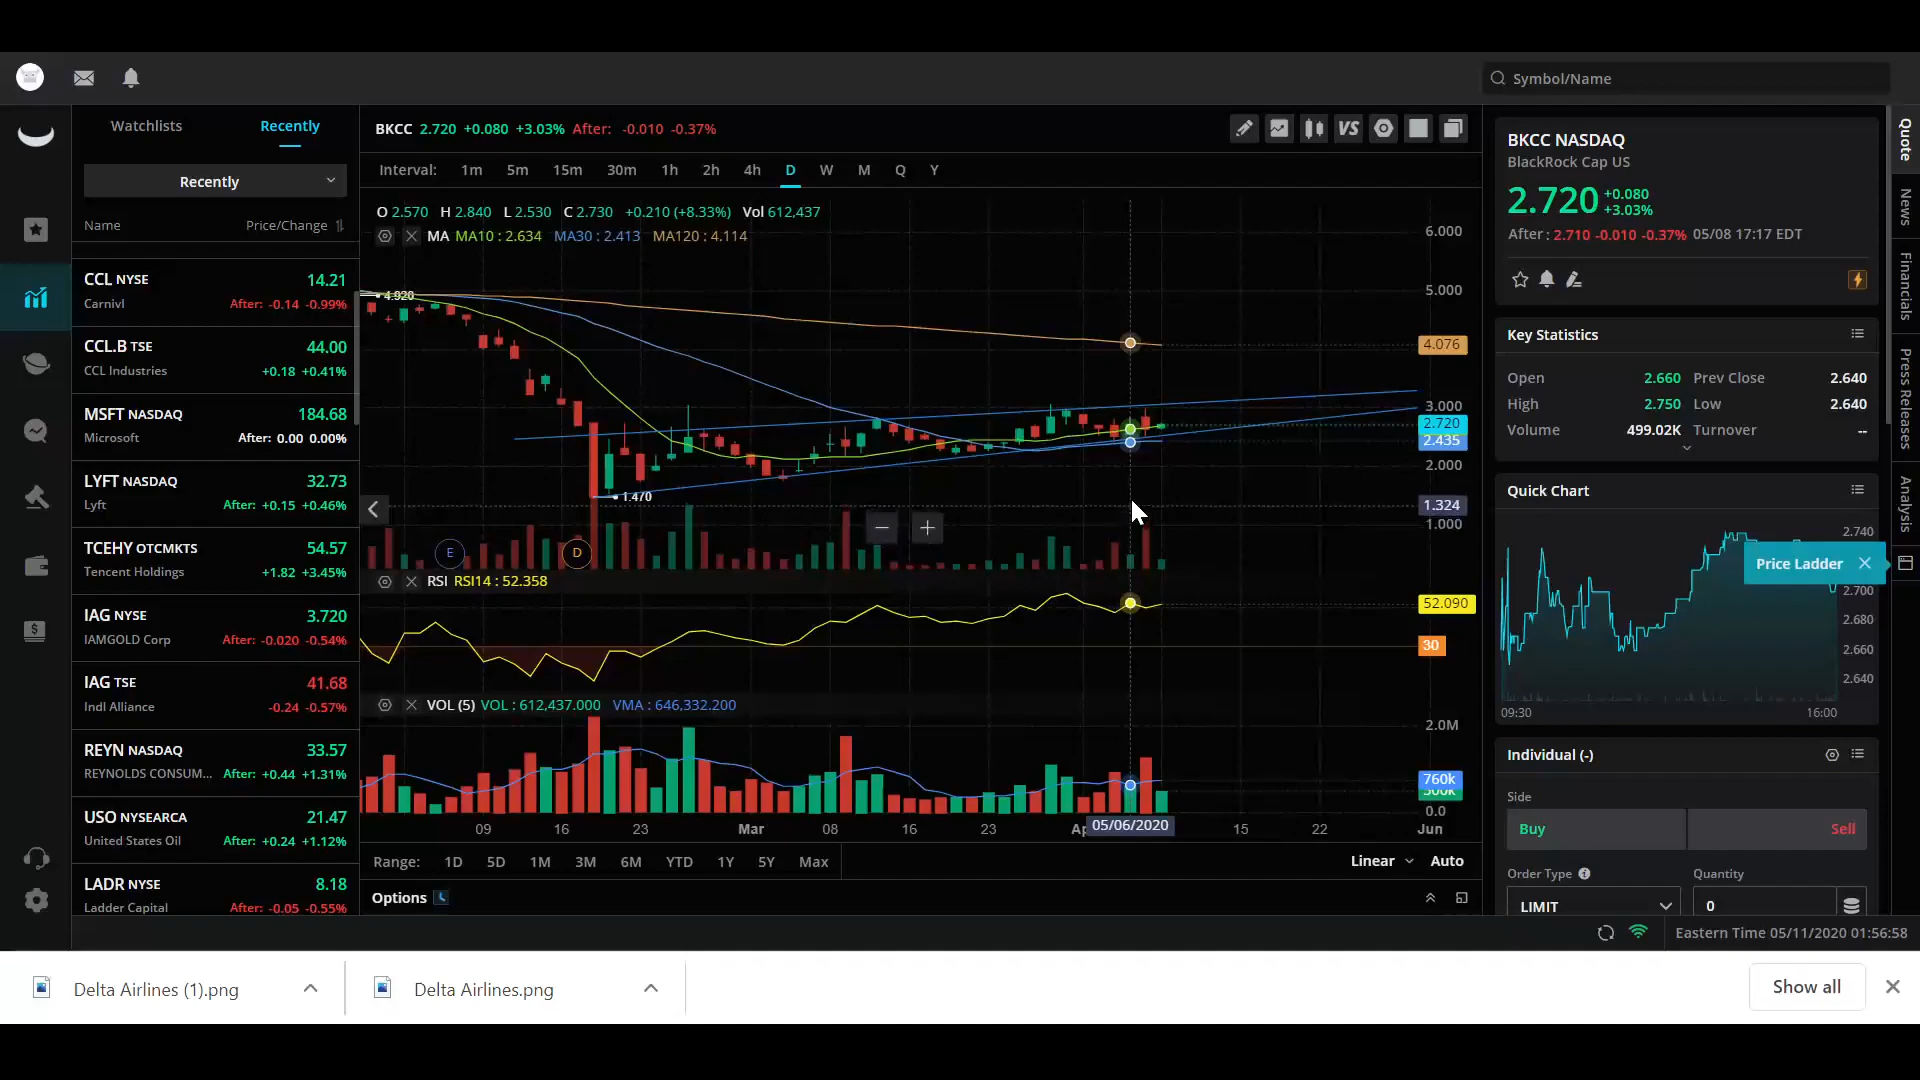 Symbol/Name
Watchlists Recently
Recently
Name Price/Change
CCL NYSE 14.21
Carnivl After: -0.14 -0.99%
CCL.B TSE 44.00
CCL Industries +0.18 +0.41%
MSFT NASDAQ 184.68
Microsoft After: 0.00 0.00%
LYFT NASDAQ 32.73
Lyft After: +0.15 +0.46%
TCEHY OTCMKTS 54.57
Tencent Holdings +1.82 +3.45%
IAG NYSE 3.720
IAMGOLD Corp After: -0.020 -0.54%
IAG TSE 41.68
Indl Alliance -0.24 -0.57%
REYN NASDAQ 33.57
REYNOLDS CONSUM... After: +0.44 +1.31%
USO NYSEARCA 21.47
United States Oil After: +0.24 +1.12%
LADR NYSE 8.18
Ladder Capital After: -0.05 -0.55%
BKCC 2.720 +0.080 +3.03% After: -0.010 -0.37%
VS
Interval: 1m 5m 15m 30m 1h 2h 4h D W M Q Y
O 2.570 H 2.840 L 2.530 C 2.730 +0.210 (+8.33%) Vol 612,437
MA MA10 : 2.634 MA30 : 2.413 MA120 : 4.114
6.000
5.000
4.920
4.076
3.000
2.720
2.435
2.000
1.470
1.324
1.000
E D
RSI RSI14 : 52.358
52.090
30
VOL (5) VOL : 612,437.000 VMA : 646,332.200
2.0M
760k
0.0
09 16 23 Mar 08 16 23 05/06/2020 15 22 Jun
Range: 1D 5D 1M 3M 6M YTD 1Y 5Y Max
Linear Auto
Options
BKCC NASDAQ
BlackRock Cap US
2.720 +0.080
+3.03%
After : 2.710 -0.010 -0.37% 05/08 17:17 EDT
Key Statistics
Open 2.660 Prev Close 2.640
High 2.750 Low 2.640
Volume 499.02K Turnover --
Quick Chart
2.740
Price Ladder
2.700
2.680
2.660
2.640
09:30 16:00
Individual (-)
Side
Buy Sell
Order Type Quantity
LIMIT 0
Quote
News
Financials
Press Releases
Analysis
Eastern Time 05/11/2020 01:56:58
Delta Airlines (1).png Delta Airlines.png Show all